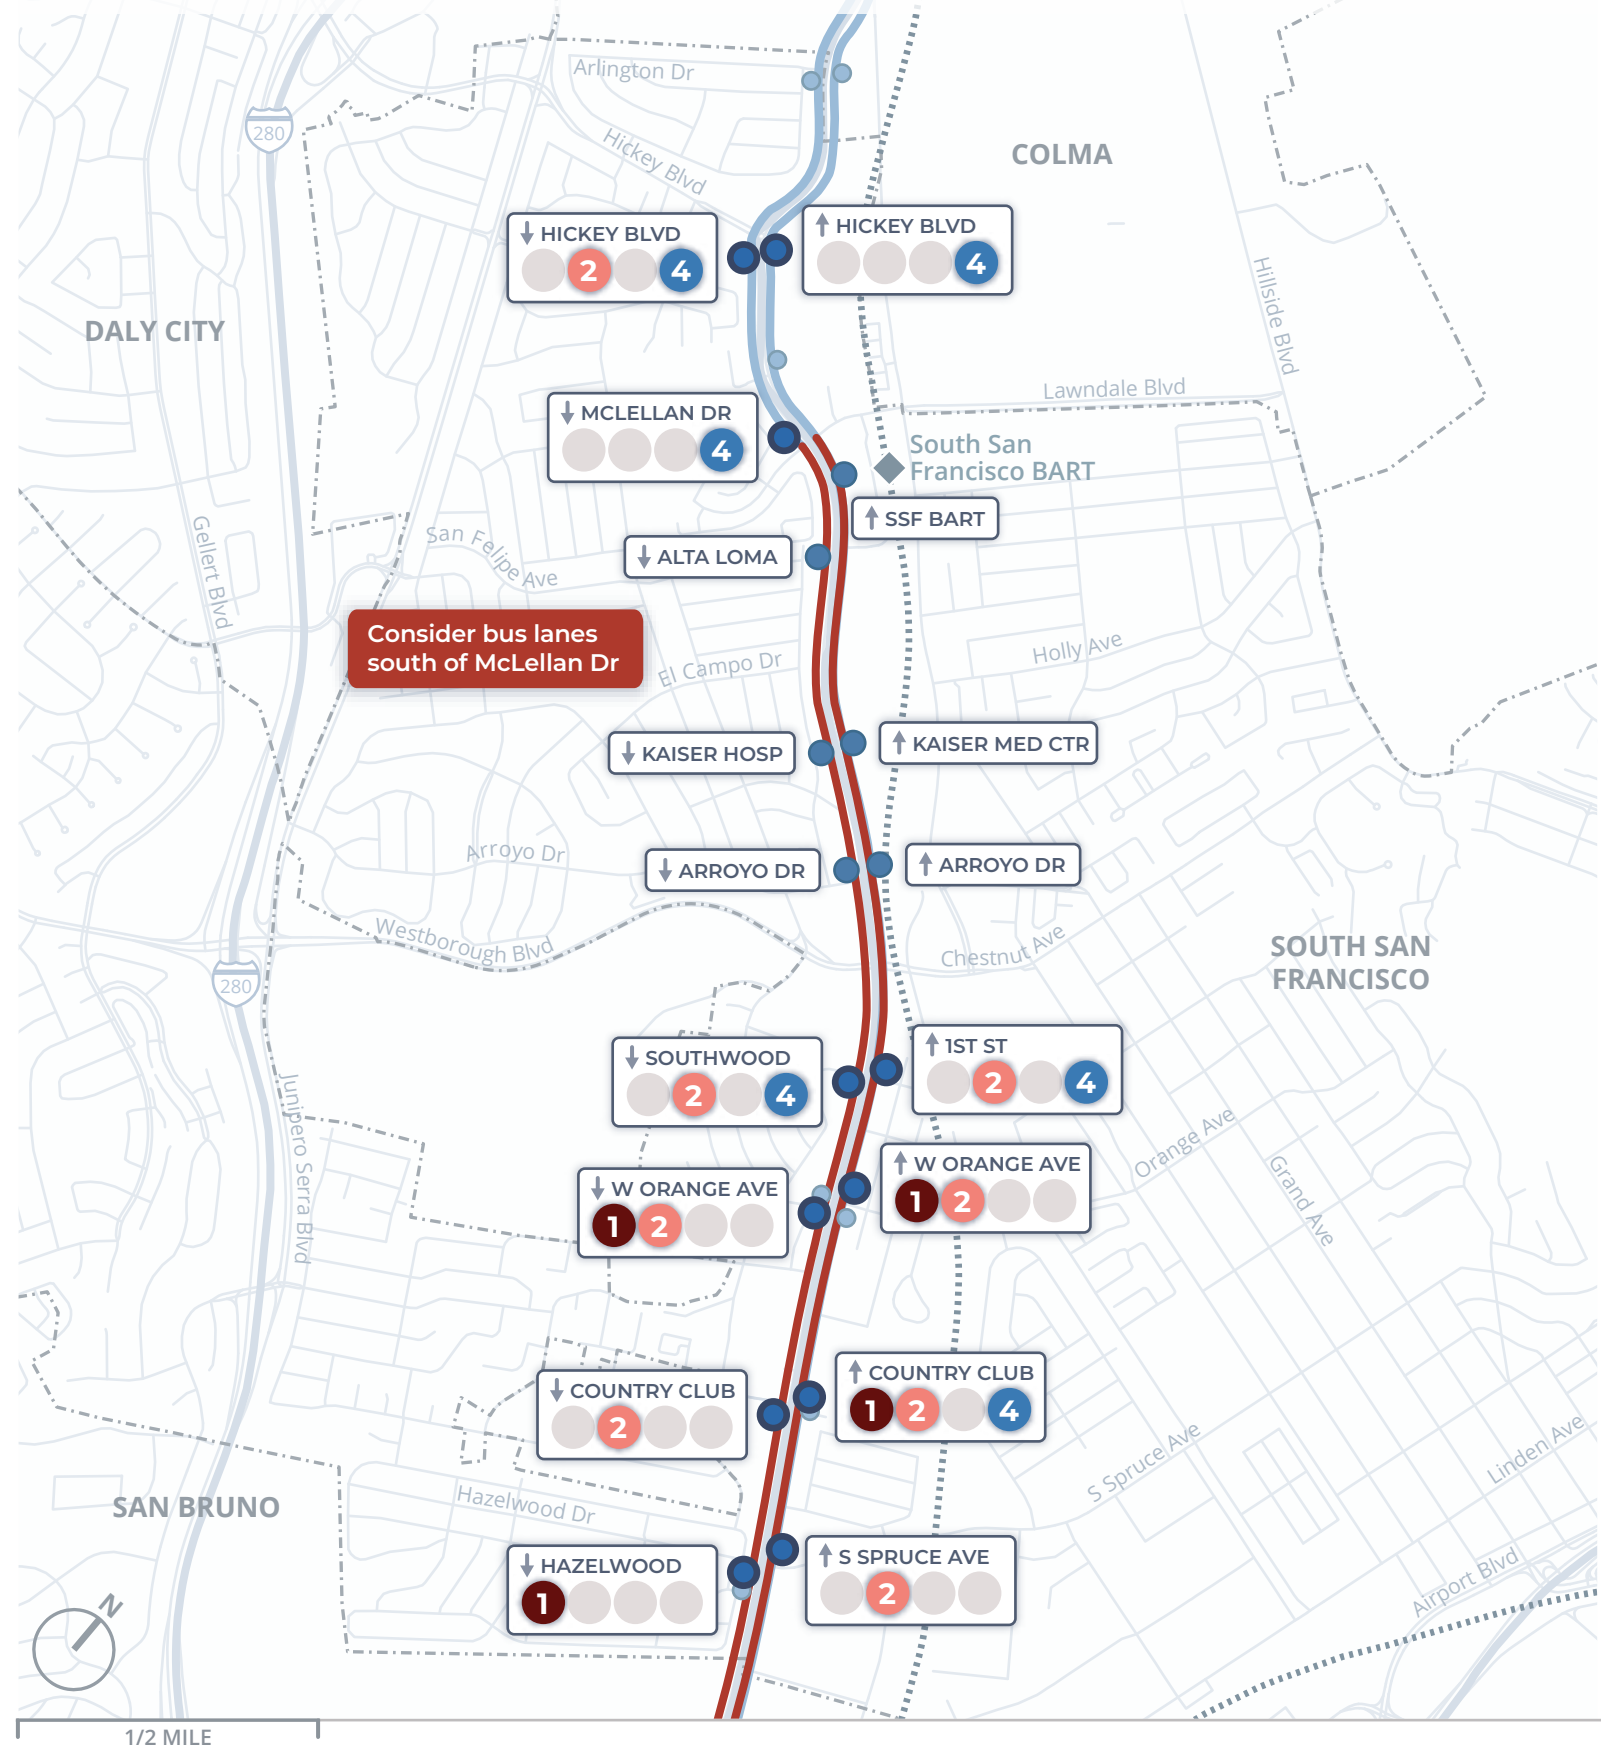 Arlington Dr
280
Hickey Blvd
COLMA
↓ HICKEY BLVD
2 4
↑ HICKEY BLVD
4
Hillside Blvd
DALY CITY
Lawndale Blvd
↓ MCLELLAN DR
4
South San
Francisco BART
↑ SSF BART
Gellert Blvd
San Felipe Ave
↓ ALTA LOMA
Consider bus lanes
south of McLellan Dr
El Campo Dr
Holly Ave
↓ KAISER HOSP
↑ KAISER MED CTR
Arroyo Dr
↓ ARROYO DR
↑ ARROYO DR
Westborough Blvd
Chestnut Ave
SOUTH SAN
FRANCISCO
280
↓ SOUTHWOOD
2 4
↑ 1ST ST
2 4
Junipero Serra Blvd
Orange Ave
Grand Ave
↓ W ORANGE AVE
1 2
↑ W ORANGE AVE
1 2
↓ COUNTRY CLUB
2
↑ COUNTRY CLUB
1 2 4
S Spruce Ave
Linden Ave
SAN BRUNO
Hazelwood Dr
↓ HAZELWOOD
1
↑ S SPRUCE AVE
2
Airport Blvd
N
1/2 MILE